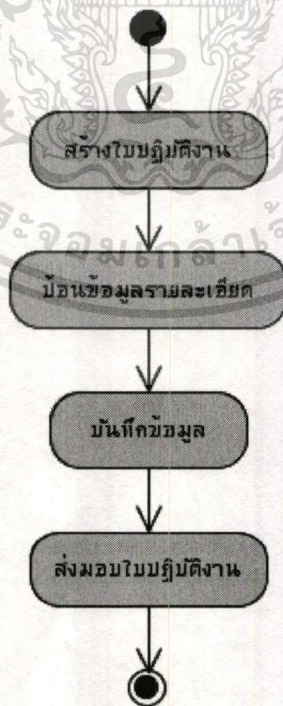 สร้างใบปฏิบัติงาน
ป้อนข้อมูลรายละเอียด
บันทึกข้อมูล
ส่งมอบใบปฏิบัติงาน